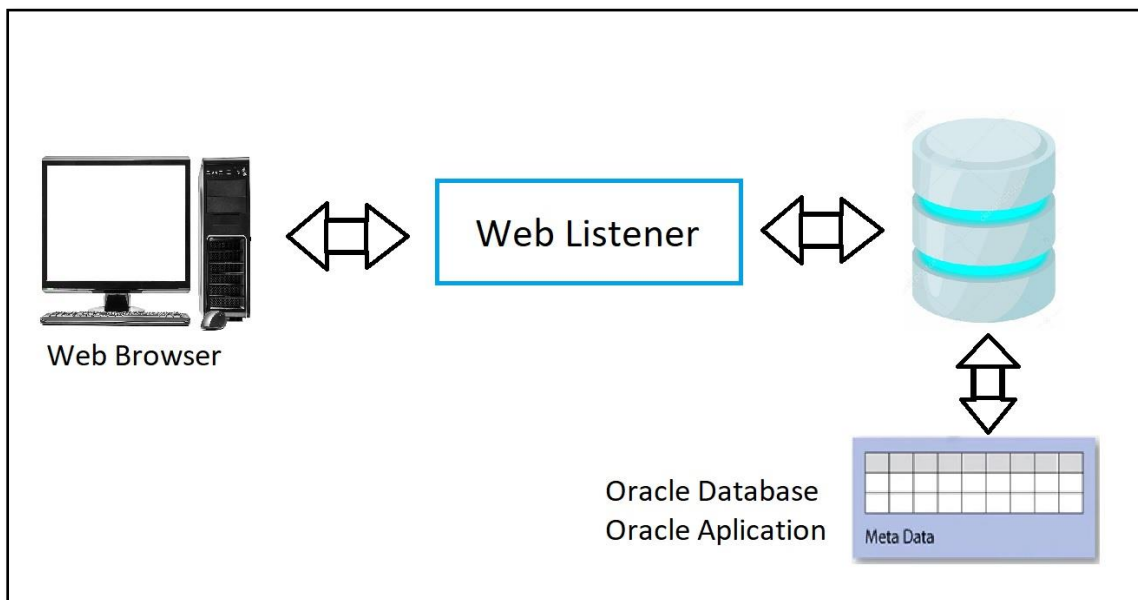 Web Listener
Web Browser
Oracle Database
Oracle Aplication
Meta Data